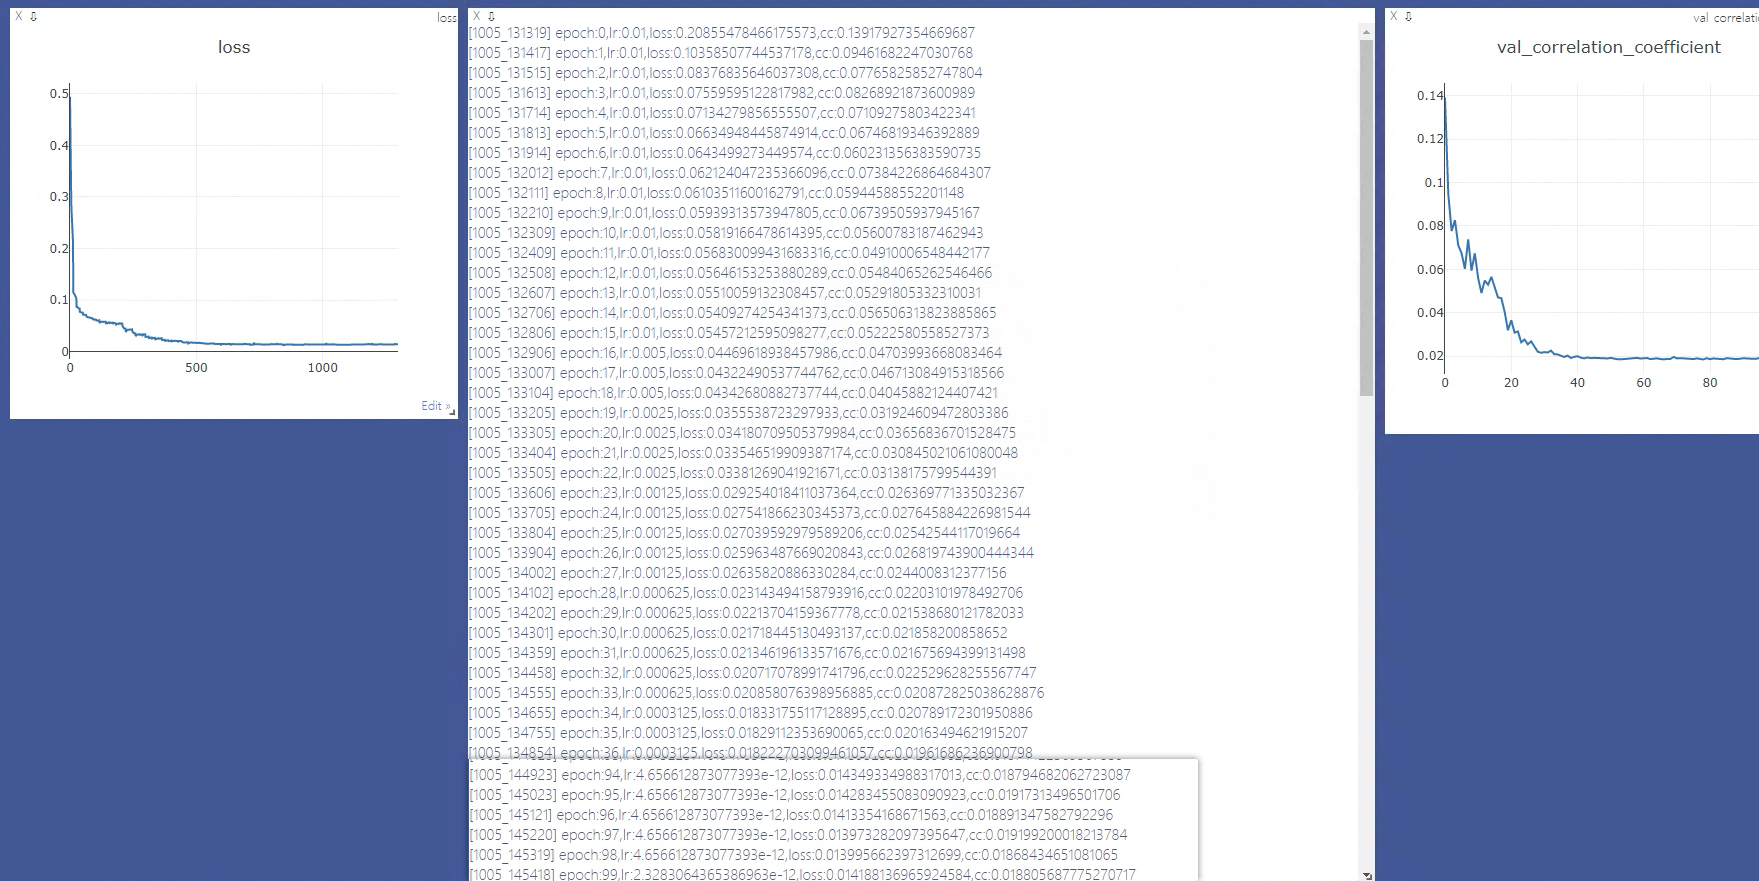 X ⇩ loss
loss
0.5
0.4
0.3
0.2
0.1
0
0 500 1000
Edit »
X ⇩
[1005_131319] epoch:0,lr:0.01,loss:0.20855478466175573,cc:0.13917927354669687
[1005_131417] epoch:1,lr:0.01,loss:0.10358507744537178,cc:0.09461682247030768
[1005_131515] epoch:2,lr:0.01,loss:0.08376835646037308,cc:0.07765825852747804
[1005_131613] epoch:3,lr:0.01,loss:0.07559595122817982,cc:0.08268921873600989
[1005_131714] epoch:4,lr:0.01,loss:0.07134279856555507,cc:0.07109275803422341
[1005_131813] epoch:5,lr:0.01,loss:0.06634948445874914,cc:0.06746819346392889
[1005_131914] epoch:6,lr:0.01,loss:0.0643499273449574,cc:0.060231356383590735
[1005_132012] epoch:7,lr:0.01,loss:0.062124047235366096,cc:0.07384226864684307
[1005_132111] epoch:8,lr:0.01,loss:0.06103511600162791,cc:0.05944588552201148
[1005_132210] epoch:9,lr:0.01,loss:0.05939313573947805,cc:0.06739505937945167
[1005_132309] epoch:10,lr:0.01,loss:0.05819166478614395,cc:0.05600783187462943
[1005_132409] epoch:11,lr:0.01,loss:0.056830099431683316,cc:0.04910006548442177
[1005_132508] epoch:12,lr:0.01,loss:0.05646153253880289,cc:0.05484065262546466
[1005_132607] epoch:13,lr:0.01,loss:0.05510059132308457,cc:0.05291805332310031
[1005_132706] epoch:14,lr:0.01,loss:0.05409274254341373,cc:0.056506313823885865
[1005_132806] epoch:15,lr:0.01,loss:0.05457212595098277,cc:0.05222580558527373
[1005_132906] epoch:16,lr:0.005,loss:0.04469618938457986,cc:0.04703993668083464
[1005_133007] epoch:17,lr:0.005,loss:0.04322490537744762,cc:0.046713084915318566
[1005_133104] epoch:18,lr:0.005,loss:0.04342680882737744,cc:0.04045882124407421
[1005_133205] epoch:19,lr:0.0025,loss:0.0355538723297933,cc:0.031924609472803386
[1005_133305] epoch:20,lr:0.0025,loss:0.034180709505379984,cc:0.03656836701528475
[1005_133404] epoch:21,lr:0.0025,loss:0.033546519909387174,cc:0.030845021061080048
[1005_133505] epoch:22,lr:0.0025,loss:0.03381269041921671,cc:0.03138175799544391
[1005_133606] epoch:23,lr:0.00125,loss:0.029254018411037364,cc:0.026369771335032367
[1005_133705] epoch:24,lr:0.00125,loss:0.027541866230345373,cc:0.027645884226981544
[1005_133804] epoch:25,lr:0.00125,loss:0.027039592979589206,cc:0.02542544117019664
[1005_133904] epoch:26,lr:0.00125,loss:0.025963487669020843,cc:0.026819743900444344
[1005_134002] epoch:27,lr:0.00125,loss:0.02635820886330284,cc:0.0244008312377156
[1005_134102] epoch:28,lr:0.000625,loss:0.023143494158793916,cc:0.02203101978492706
[1005_134202] epoch:29,lr:0.000625,loss:0.02213704159367778,cc:0.021538680121782033
[1005_134301] epoch:30,lr:0.000625,loss:0.021718445130493137,cc:0.021858200858652
[1005_134359] epoch:31,lr:0.000625,loss:0.021346196133571676,cc:0.021675694399131498
[1005_134458] epoch:32,lr:0.000625,loss:0.020717078991741796,cc:0.022529628255567747
[1005_134555] epoch:33,lr:0.000625,loss:0.020858076398956885,cc:0.020872825038628876
[1005_134655] epoch:34,lr:0.0003125,loss:0.018331755117128895,cc:0.020789172301950886
[1005_134755] epoch:35,lr:0.0003125,loss:0.01829112353690065,cc:0.020163494621915207
[1005_134854] epoch:36,lr:0.0003125,loss:0.018222703099461057,cc:0.01961686236900798
[1005_144923] epoch:94,lr:4.656612873077393e-12,loss:0.014349334988317013,cc:0.018794682062723087
[1005_145023] epoch:95,lr:4.656612873077393e-12,loss:0.014283455083090923,cc:0.01917313496501706
[1005_145121] epoch:96,lr:4.656612873077393e-12,loss:0.01413354168671563,cc:0.018891347582792296
[1005_145220] epoch:97,lr:4.656612873077393e-12,loss:0.013973282097395647,cc:0.019199200018213784
[1005_145319] epoch:98,lr:4.656612873077393e-12,loss:0.013995662397312699,cc:0.01868434651081065
[1005_145418] epoch:99,lr:2.3283064365386963e-12,loss:0.014188136965924584,cc:0.018805687775270717
X ⇩ val correlati
val_correlation_coefficient
0.14
0.12
0.1
0.08
0.06
0.04
0.02
0 20 40 60 80